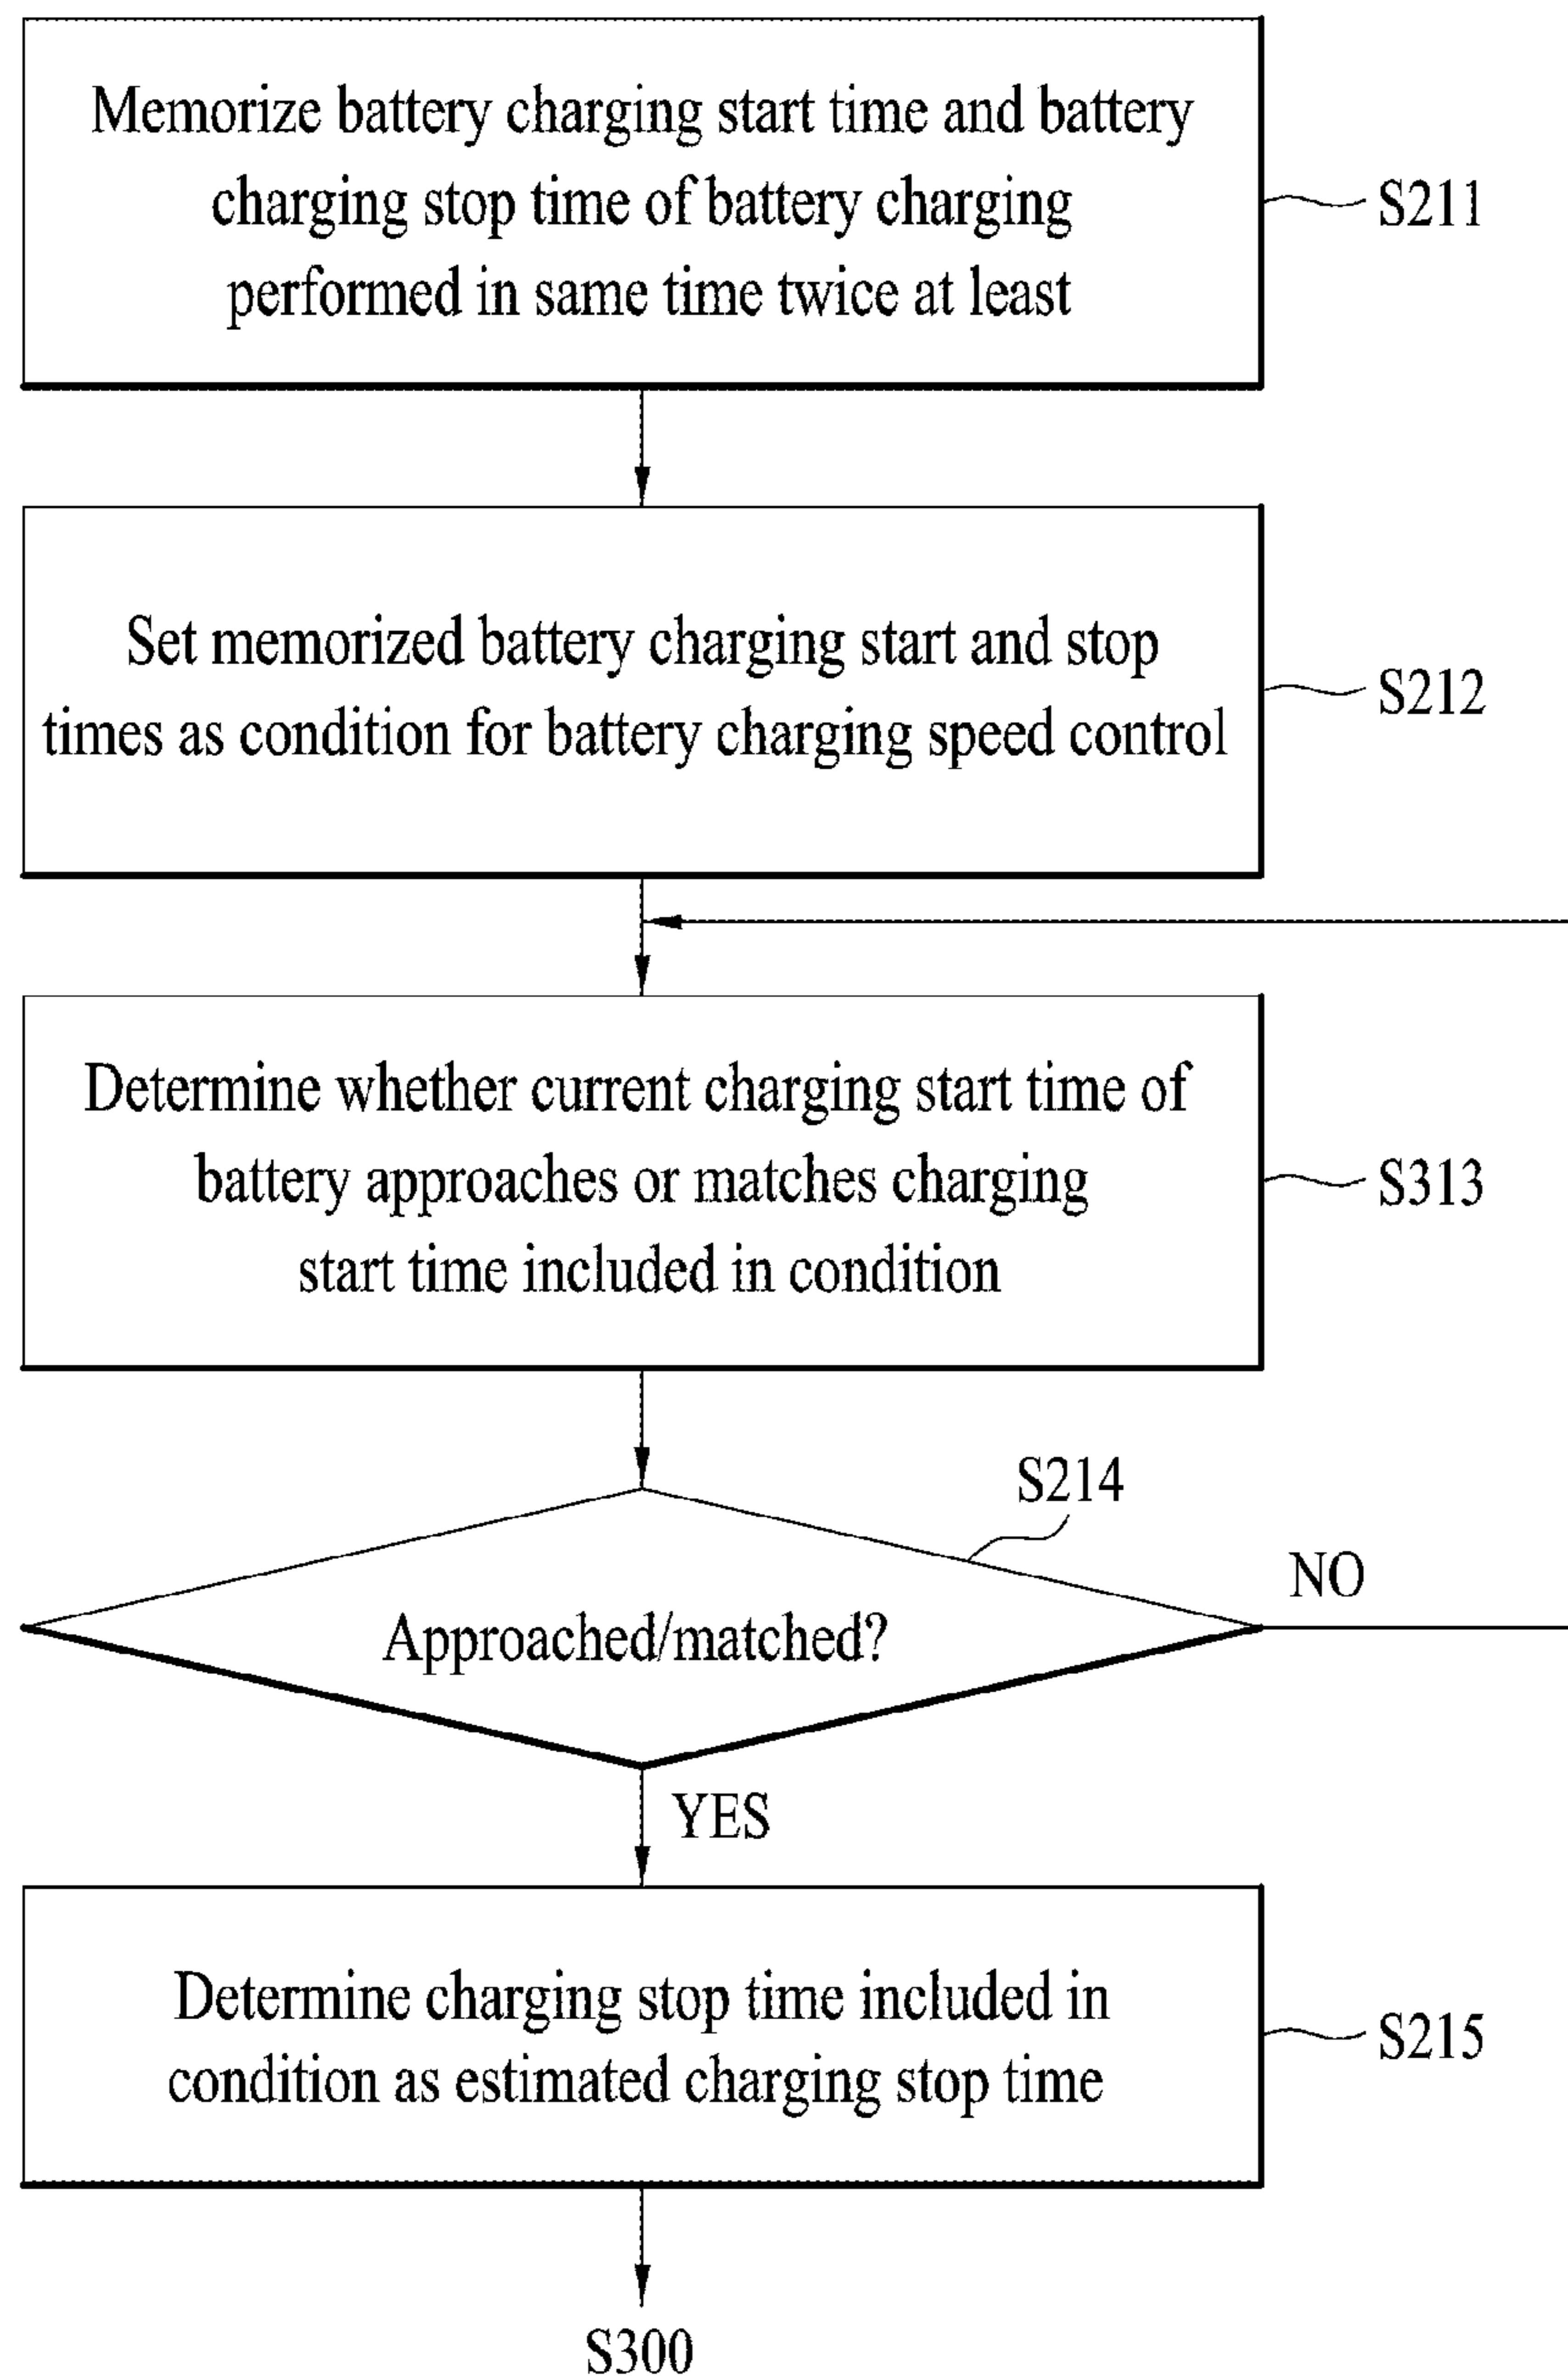 Memorize battery charging start time and battery
charging stop time of battery charging
performed in same time twice at least
S211
Set memorized battery charging start and stop
times as condition for battery charging speed control
S212
Determine whether current charging start time of
battery approaches or matches charging
start time included in condition
S313
S214
NO
Approached/matched?
YES
Determine charging stop time included in
condition as estimated charging stop time
S215
S300